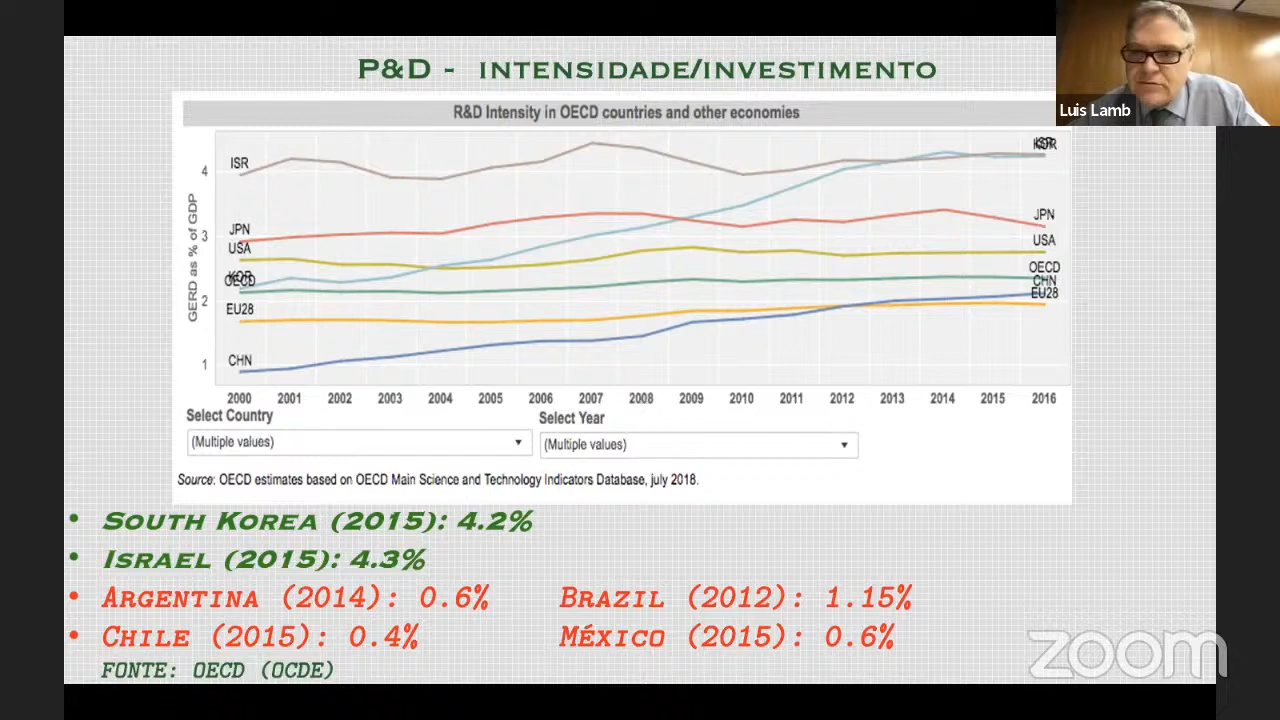 P&D - INTENSIDADE/INVESTIMENTO
Luis Lamb
R&D Intensity in OECD countries and other economies
GERD as % of GDP
4
3
2
1
ISR
JPN
USA
KOR
OECD
EU28
CHN
ISR
KOR
JPN
USA
OECD
CHN
EU28
2000 2001 2002 2003 2004 2005 2006 2007 2008 2009 2010 2011 2012 2013 2014 2015 2016
Select Country Select Year
(Multiple values) (Multiple values)
Source: OECD estimates based on OECD Main Science and Technology Indicators Database, july 2018.
• SOUTH KOREA (2015): 4.2%
• ISRAEL (2015): 4.3%
• ARGENTINA (2014): 0.6% BRAZIL (2012): 1.15%
• CHILE (2015): 0.4% MÉXICO (2015): 0.6%
FONTE: OECD (OCDE)
zoom